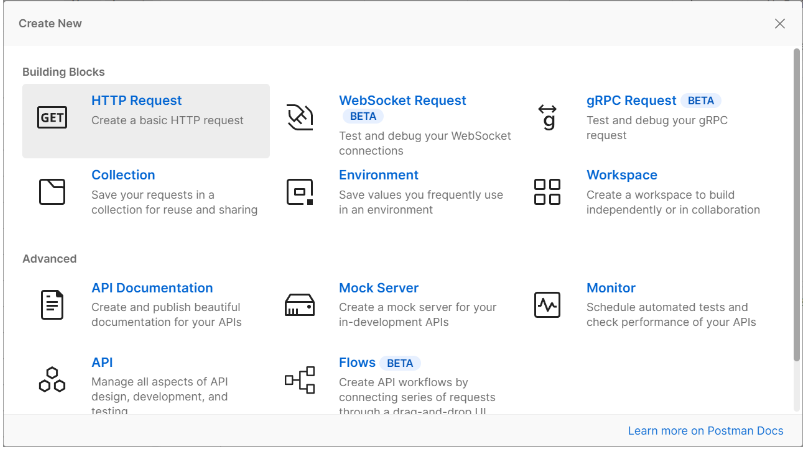 Create New
Building Blocks
GET
HTTP Request
Create a basic HTTP request
WebSocket Request
BETA
Test and debug your WebSocket
connections
g
gRPC Request BETA
Test and debug your gRPC
request
Collection
Save your requests in a
collection for reuse and sharing
Environment
Save values you frequently use
in an environment
Workspace
Create a workspace to build
independently or in collaboration
Advanced
API Documentation
Create and publish beautiful
documentation for your APIs
Mock Server
Create a mock server for your
in-development APIs
Monitor
Schedule automated tests and
check performance of your APIs
API
Manage all aspects of API
design, development, and
testing
Flows BETA
Create API workflows by
connecting series of requests
through a drag-and-drop UI
Learn more on Postman Docs